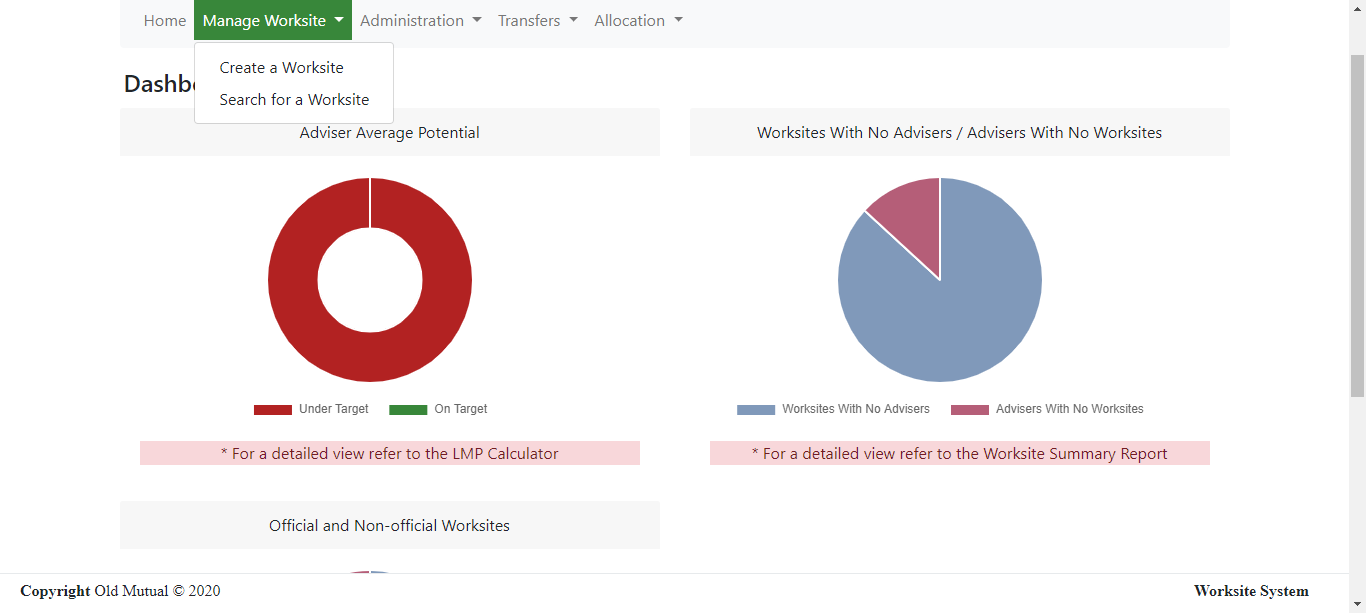 Home Manage Worksite Administration Transfers Allocation
Create a Worksite
Search for a Worksite
Adviser Average Potential
Worksites With No Advisers / Advisers With No Worksites
Under Target On Target
Worksites With No Advisers Advisers With No Worksites
* For a detailed view refer to the LMP Calculator
* For a detailed view refer to the Worksite Summary Report
Official and Non-official Worksites
Copyright Old Mutual © 2020
Worksite System